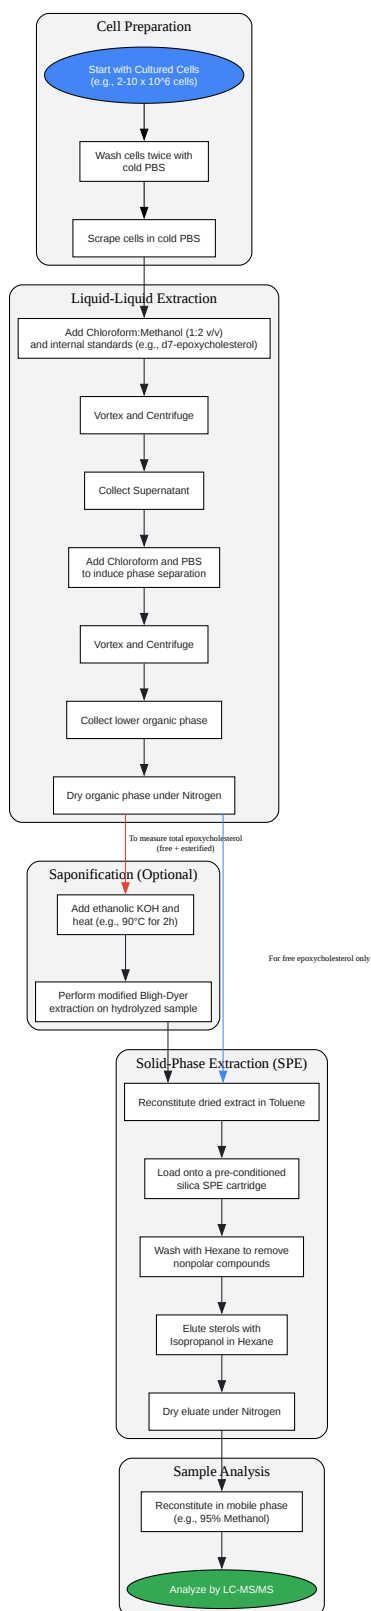 Cell Preparation
Start with Cultured Cells
(e.g., 2-10 x 10^6 cells)
Wash cells twice with
cold PBS
Scrape cells in cold PBS
Liquid-Liquid Extraction
Add Chloroform:Methanol (1:2 v/v)
and internal standards (e.g., d7-epoxycholesterol)
Vortex and Centrifuge
Collect Supernatant
Add Chloroform and PBS
to induce phase separation
Vortex and Centrifuge
Collect lower organic phase
Dry organic phase under Nitrogen
To measure total epoxycholesterol
(free + esterified)
Saponification (Optional)
Add ethanolic KOH and
heat (e.g., 90°C for 2h)
For free epoxycholesterol only
Perform modified Bligh-Dyer
extraction on hydrolyzed sample
Solid-Phase Extraction (SPE)
Reconstitute dried extract in Toluene
Load onto a pre-conditioned
silica SPE cartridge
Wash with Hexane to remove
nonpolar compounds
Elute sterols with
Isopropanol in Hexane
Dry eluate under Nitrogen
Sample Analysis
Reconstitute in mobile phase
(e.g., 95% Methanol)
Analyze by LC-MS/MS